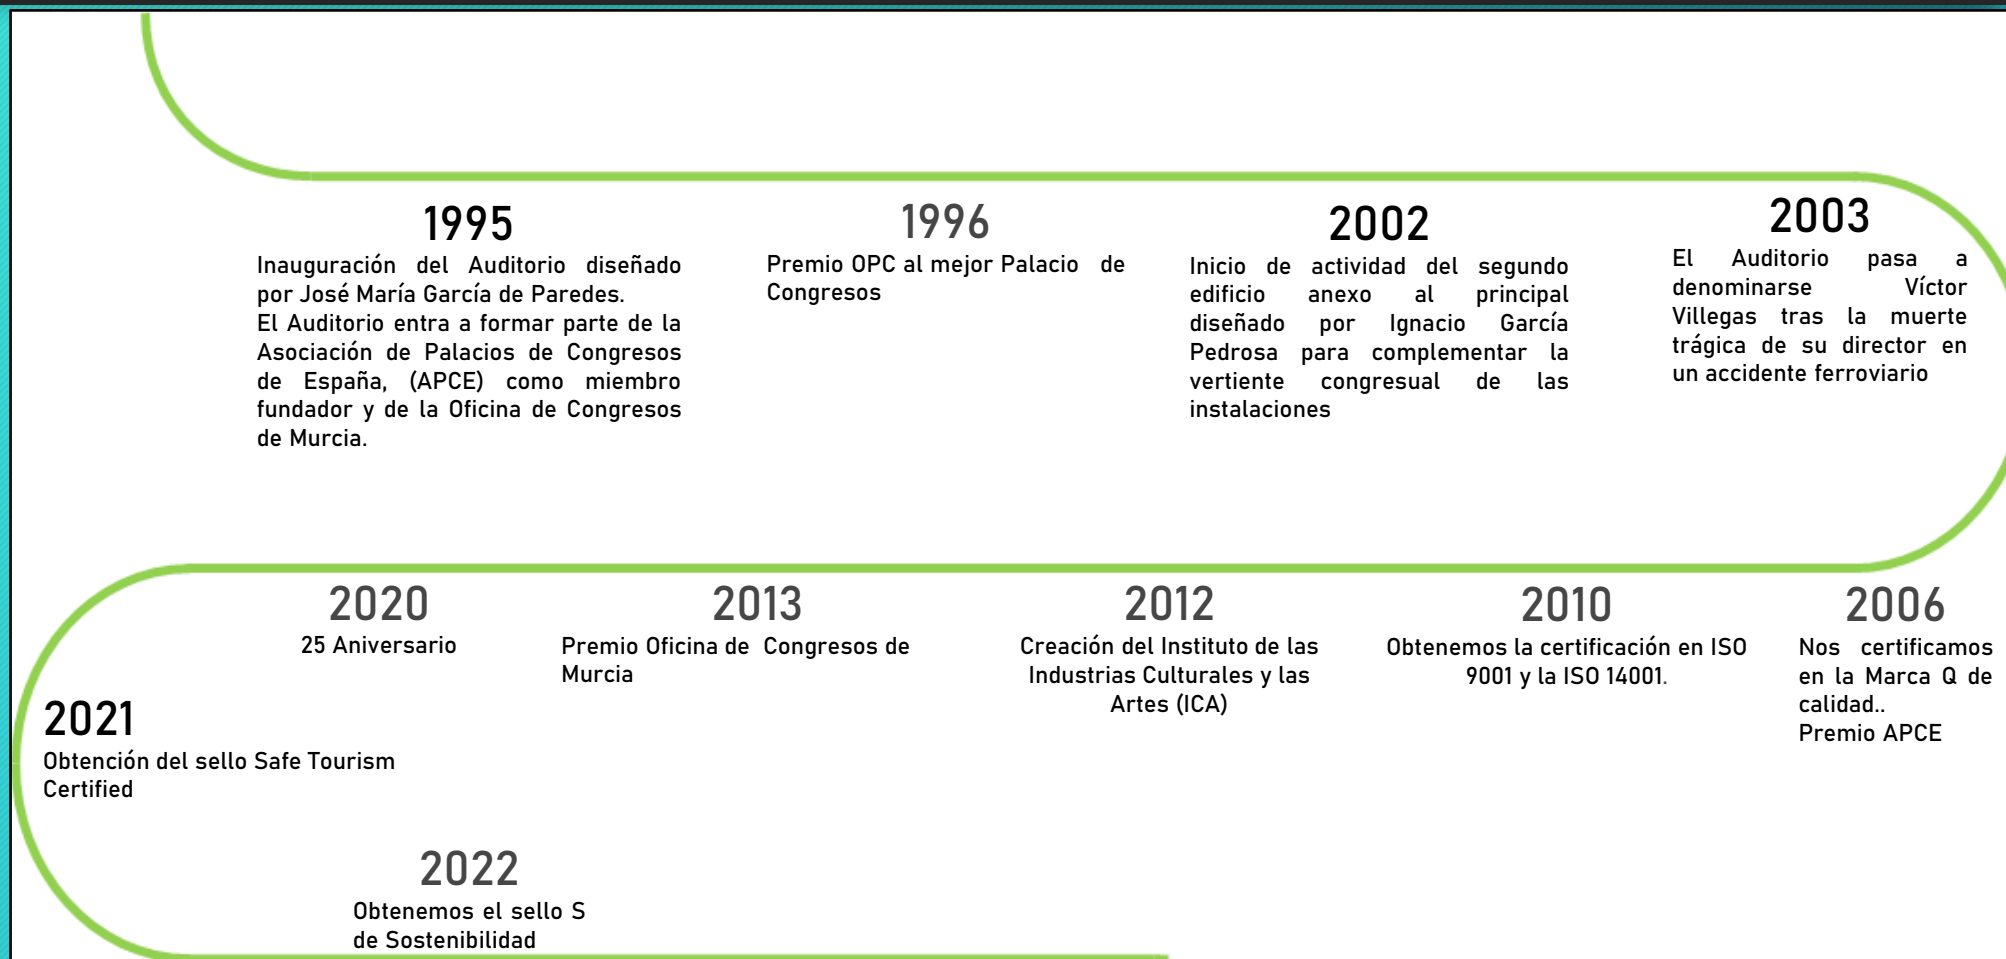 1995
Inauguración del Auditorio diseñado
por José María García de Paredes.
El Auditorio entra a formar parte de la
Asociación de Palacios de Congresos
de España, (APCE) como miembro
fundador y de la Oficina de Congresos
de Murcia.
1996
Premio OPC al mejor Palacio de
Congresos
2002
Inicio de actividad del segundo
edificio anexo al principal
diseñado por Ignacio García
Pedrosa para complementar la
vertiente congresual de las
instalaciones
2003
El Auditorio pasa a
denominarse Víctor
Villegas tras la muerte
trágica de su director en
un accidente ferroviario
2006
Nos certificamos
en la Marca Q de
calidad..
Premio APCE
2010
Obtenemos la certificación en ISO
9001 y la ISO 14001.
2012
Creación del Instituto de las
Industrias Culturales y las
Artes (ICA)
2013
Premio Oficina de Congresos de
Murcia
2020
25 Aniversario
2021
Obtención del sello Safe Tourism
Certified
2022
Obtenemos el sello S
de Sostenibilidad